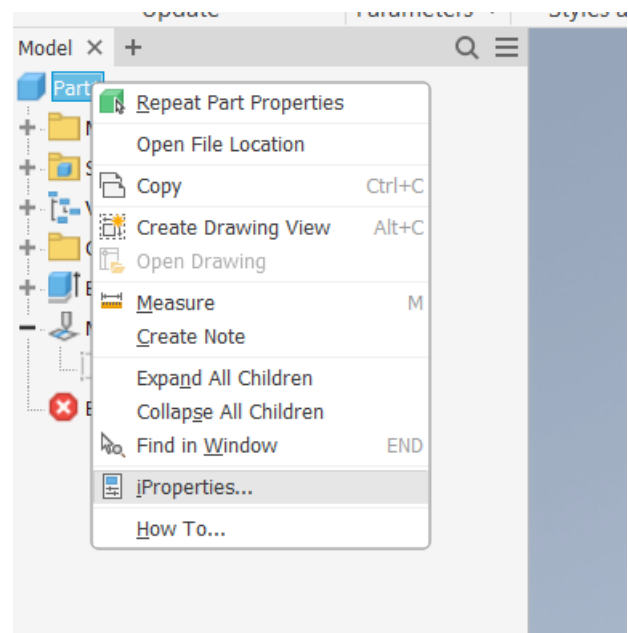 Update
Parameters
Styles a
Model
Part
Repeat Part Properties
Open File Location
Copy Ctrl+C
Create Drawing View Alt+C
Open Drawing
Measure M
Create Note
Expand All Children
Collapse All Children
Find in Window END
iProperties...
How To...